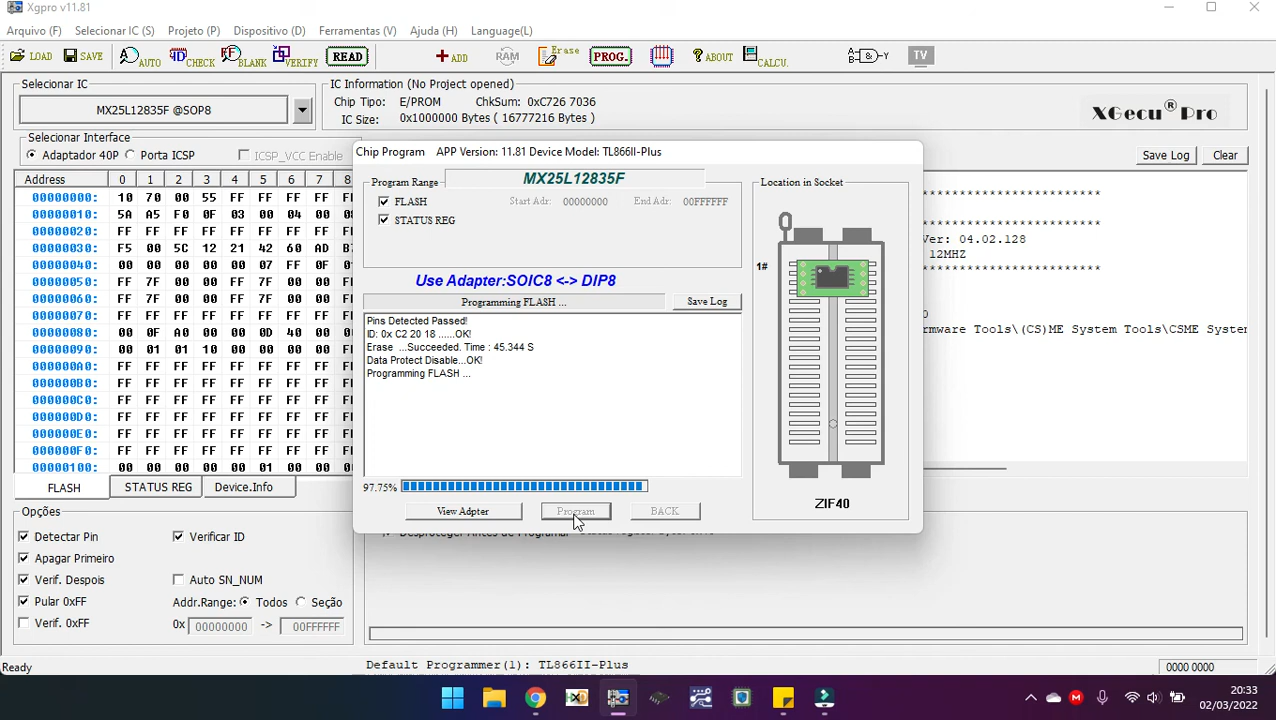 Xgpro v11.81
Arquivo (F) Selecionar IC (S) Projeto (P) Dispositivo (D) Ferramentas (V) Ajuda (H) Language(L)
LOAD SAVE AUTO CHECK BLANK VERIFY READ ADD RAM Erase PROG. ABOUT CALCU. TV
Selecionar IC
MX25L12835F @SOP8
IC Information (No Project opened)
Chip Tipo: E/PROM ChkSum: 0xC726 7036
IC Size: 0x1000000 Bytes ( 16777216 Bytes )
XGecu® Pro
Selecionar Interface
Adaptador 40P Porta ICSP ICSP_VCC Enable
Save Log Clear
Address 0 1 2 3 4 5 6 7 8
00000000: 10 70 00 55 FF FF FF FF FF
00000010: 5A A5 F0 0F 03 00 04 00
00000020: FF FF FF FF FF FF FF FF FF
00000030: F5 00 5C 12 21 42 60 AD
00000040: 00 00 00 00 00 07 FF 0F
00000050: FF 7F 00 00 FF 7F 00 00
00000060: FF 7F 00 00 FF 7F 00 00
00000070: FF FF FF FF FF FF FF FF FF
00000080: 00 0F A0 00 00 0D 40 00 00
00000090: 00 01 01 10 00 00 00 00
000000A0: FF FF FF FF FF FF FF FF FF
000000B0: FF FF FF FF FF FF FF FF FF
000000C0: FF FF FF FF FF FF FF FF FF
000000D0: FF FF FF FF FF FF FF FF FF
000000E0: FF FF FF FF FF FF FF FF FF
000000F0: FF FF FF FF FF FF FF FF FF
00000100: 00 00 00 00 00 01 00 00 00
FLASH STATUS REG Device.Info
Ver: 04.02.128
12MHZ
rmware Tools\(CS)ME System Tools\CSME System
Chip Program APP Version: 11.81 Device Model: TL866II-Plus
Program Range
MX25L12835F
FLASH Start Adr: 00000000 End Adr: 00FFFFFF
STATUS REG
Use Adapter:SOIC8 <-> DIP8
Programming FLASH ...
Save Log
Pins Detected Passed!
ID: 0x C2 20 18 ......OK!
Erase ...Succeeded. Time : 45.344 S
Data Protect Disable...OK!
Programming FLASH ...
97.75%
View Adpter Program BACK
Location in Socket
1#
ZIF40
Opções
Detectar Pin Verificar ID
Apagar Primeiro
Verif. Despois Auto SN_NUM
Pular 0xFF Addr.Range: Todos Seção
Verif. 0xFF 0x 00000000 -> 00FFFFFF
Ready
Default Programmer(1): TL866II-Plus
0000 0000
20:33
02/03/2022